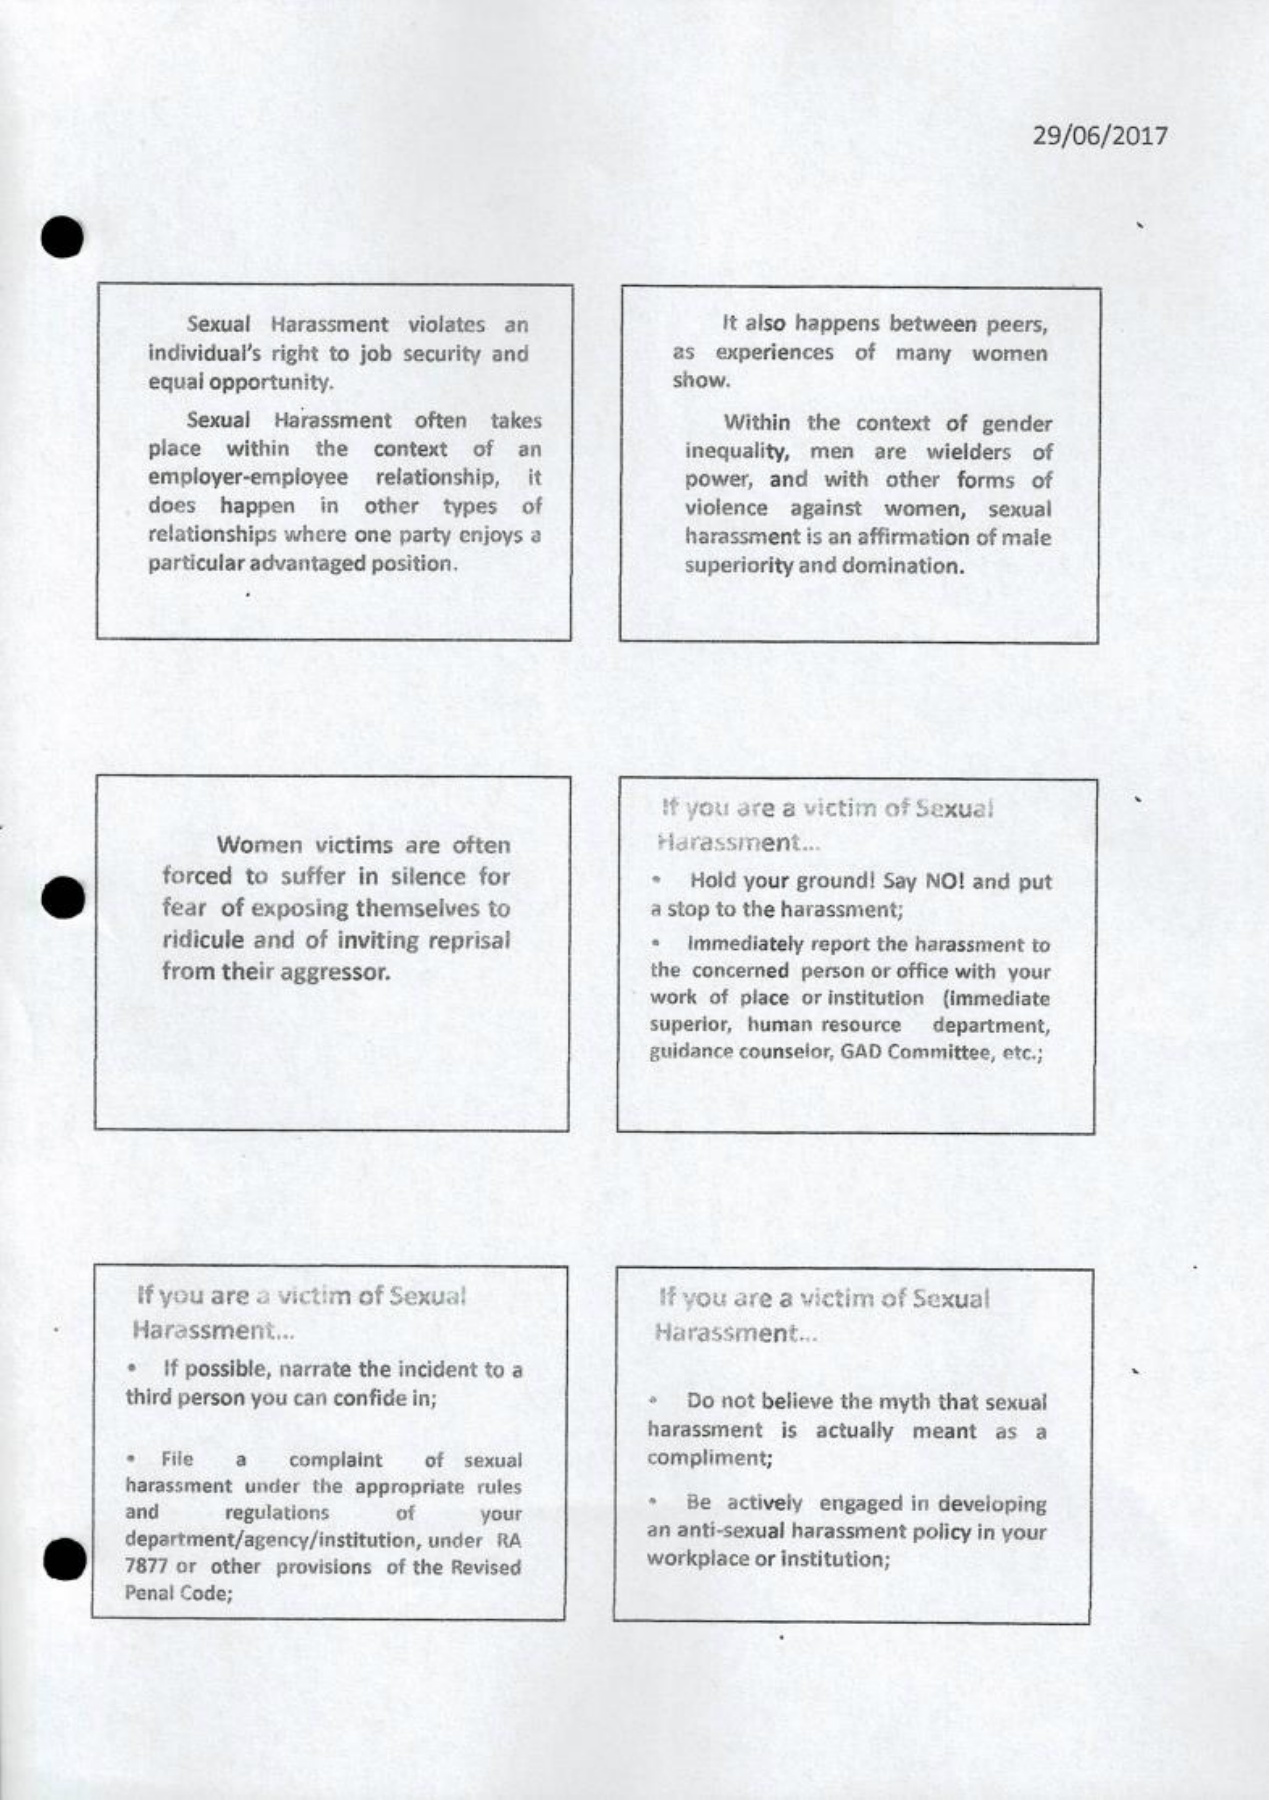 29/06/2017
Sexual Harassment violates an
individual's right to job security and
equal opportunity.
Sexual Harassment often takes
place within the context of an
employer-employee relationship, it
does happen in other types of
relationships where one party enjoys a
particular advantaged position.
It also happens between peers,
as experiences of many women
show.
Within the context of gender
inequality, men are wielders of
power, and with other forms of
violence against women, sexual
harassment is an affirmation of male
superiority and domination.
Women victims are often
forced to suffer in silence for
fear of exposing themselves to
ridicule and of inviting reprisal
from their aggressor.
If you are a victim of Sexual
Harassment...
• Hold your ground! Say NO! and put
a stop to the harassment;
• Immediately report the harassment to
the concerned person or office with your
work of place or institution (immediate
superior, human resource department,
guidance counselor, GAD Committee, etc.;
If you are a victim of Sexual
Harassment...
• If possible, narrate the incident to a
third person you can confide in;
• File a complaint of sexual
harassment under the appropriate rules
and regulations of your
department/agency/institution, under RA
7877 or other provisions of the Revised
Penal Code;
If you are a victim of Sexual
Harassment...
• Do not believe the myth that sexual
harassment is actually meant as a
compliment;
• Be actively engaged in developing
an anti-sexual harassment policy in your
workplace or institution;